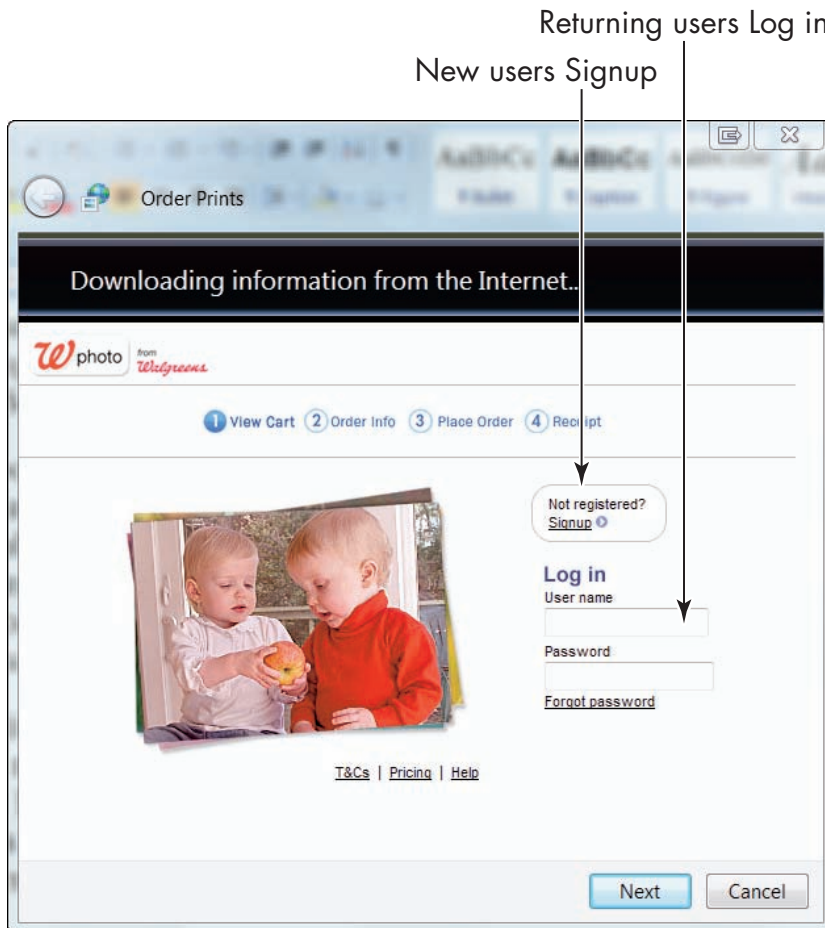 Returning users Log in
New users Signup
Order Prints
Downloading information from the Internet..
W photo from Walgreens
1 View Cart 2 Order Info 3 Place Order 4 Receipt
Not registered?
Signup
Log in
User name
Password
Forgot password
T&Cs | Pricing | Help
Next Cancel